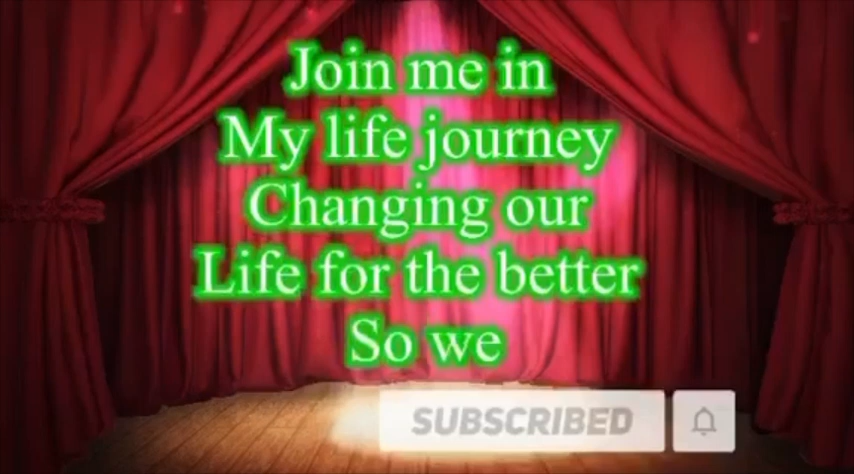 Join me in
My life journey
Changing our
Life for the better
So we
SUBSCRIBED